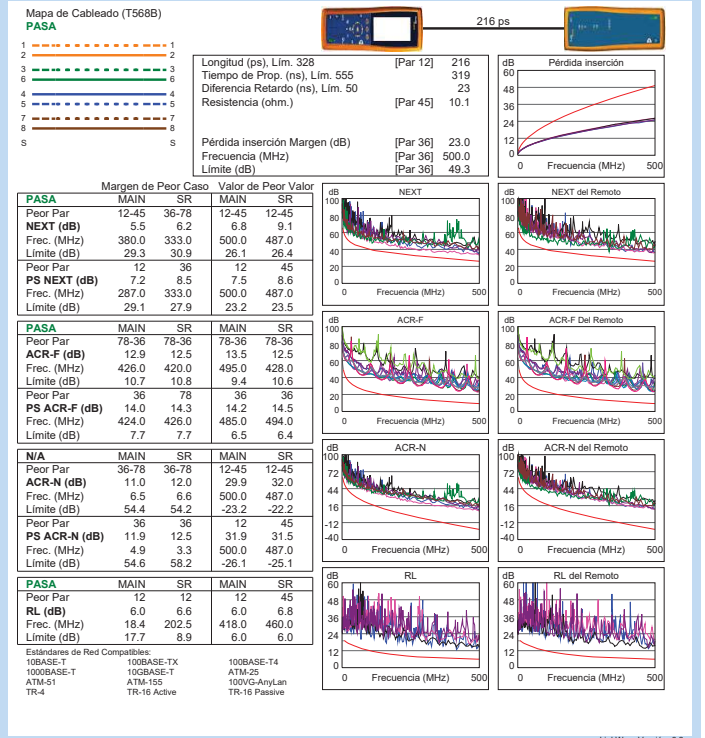 Mapa de Cableado (T568B)
PASA
1 1
2 2
3 3
6 6
4 4
5 5
7 7
8 8
S S
216 ps
Longitud (ps), Lím. 328 [Par 12] 216
Tiempo de Prop. (ns), Lím. 555 319
Diferencia Retardo (ns), Lím. 50 23
Resistencia (ohm.) [Par 45] 10.1
Pérdida inserción Margen (dB) [Par 36] 23.0
Frecuencia (MHz) [Par 36] 500.0
Límite (dB) [Par 36] 49.3
dB Pérdida inserción
60
48
36
24
12
0
0 Frecuencia (MHz) 500
Margen de Peor Caso Valor de Peor Valor
PASA MAIN SR MAIN SR
Peor Par 12-45 36-78 12-45 12-45
NEXT (dB) 5.5 6.2 6.8 9.1
Frec. (MHz) 380.0 333.0 500.0 487.0
Límite (dB) 29.3 30.9 26.1 26.4
Peor Par 12 36 12 45
PS NEXT (dB) 7.2 8.5 7.5 8.6
Frec. (MHz) 287.0 333.0 500.0 487.0
Límite (dB) 29.1 27.9 23.2 23.5
PASA MAIN SR MAIN SR
Peor Par 78-36 78-36 78-36 78-36
ACR-F (dB) 12.9 12.5 13.5 12.5
Frec. (MHz) 426.0 420.0 495.0 428.0
Límite (dB) 10.7 10.8 9.4 10.6
Peor Par 36 78 36 36
PS ACR-F (dB) 14.0 14.3 14.2 14.5
Frec. (MHz) 424.0 426.0 485.0 494.0
Límite (dB) 7.7 7.7 6.5 6.4
N/A MAIN SR MAIN SR
Peor Par 36-78 36-78 12-45 12-45
ACR-N (dB) 11.0 12.0 29.9 32.0
Frec. (MHz) 6.5 6.6 500.0 487.0
Límite (dB) 54.4 54.2 -23.2 -22.2
Peor Par 36 36 12 45
PS ACR-N (dB) 11.9 12.5 31.9 31.5
Frec. (MHz) 4.9 3.3 500.0 487.0
Límite (dB) 54.6 58.2 -26.1 -25.1
PASA MAIN SR MAIN SR
Peor Par 12 12 12 45
RL (dB) 6.0 6.6 6.0 6.8
Frec. (MHz) 18.4 202.5 418.0 460.0
Límite (dB) 17.7 8.9 6.0 6.0
Estándares de Red Compatibles:
10BASE-T 100BASE-TX 100BASE-T4
1000BASE-T 10GBASE-T ATM-25
ATM-51 ATM-155 100VG-AnyLan
TR-4 TR-16 Active TR-16 Passive
dB NEXT
100
80
60
40
20
0
0 Frecuencia (MHz) 500
dB NEXT del Remoto
100
80
60
40
20
0
0 Frecuencia (MHz) 500
dB ACR-F
100
80
60
40
20
0
0 Frecuencia (MHz) 500
dB ACR-F Del Remoto
100
80
60
40
20
0
0 Frecuencia (MHz) 500
dB ACR-N
100
72
44
16
-12
-40
0 Frecuencia (MHz) 500
dB ACR-N del Remoto
100
72
44
16
-12
-40
0 Frecuencia (MHz) 500
dB RL
60
48
36
24
12
0
0 Frecuencia (MHz) 500
dB RL del Remoto
60
48
36
24
12
0
0 Frecuencia (MHz) 500